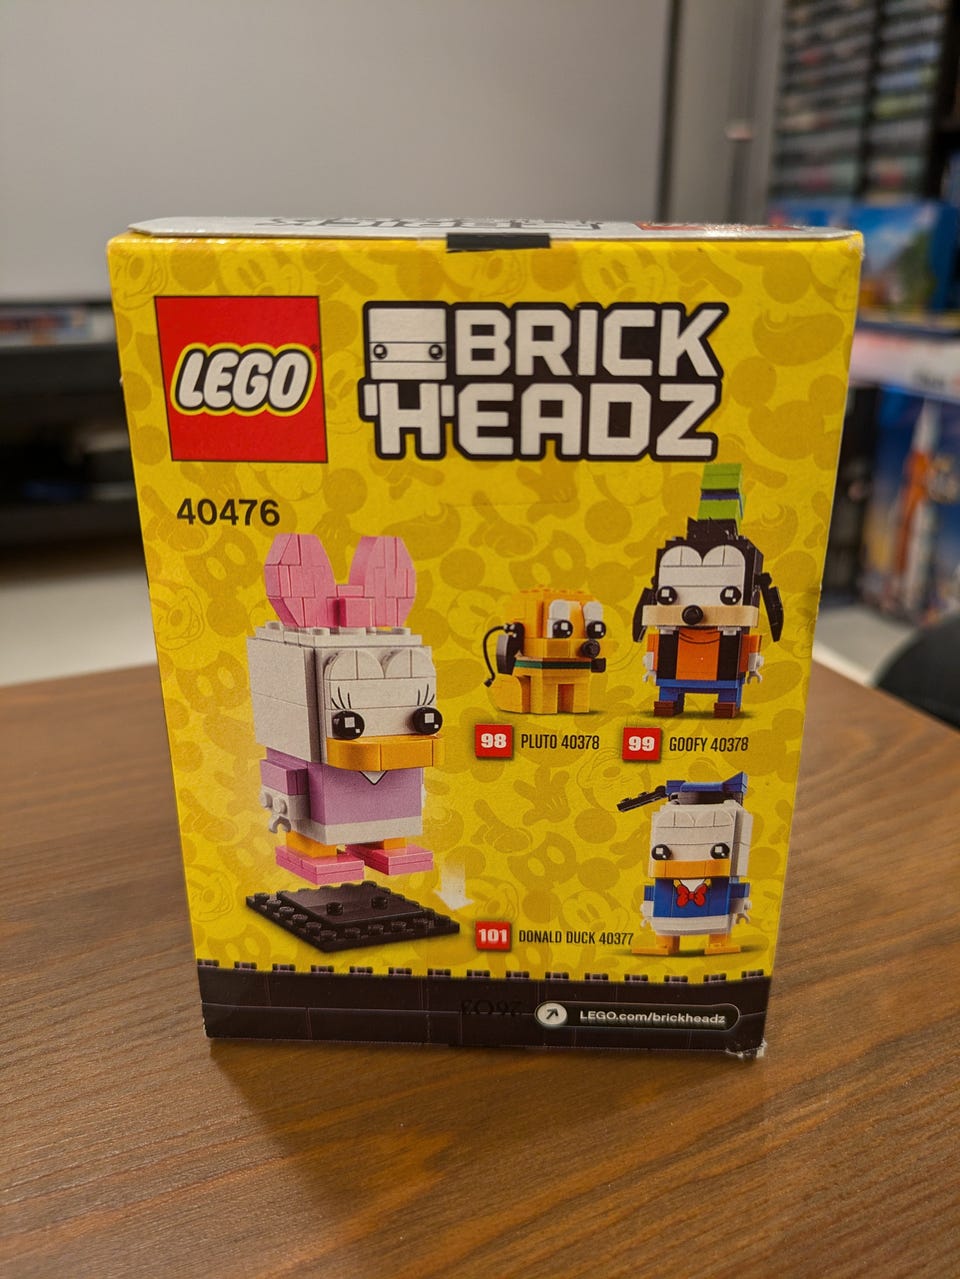 LEGO
BRICK
HEADZ
40476
98 PLUTO 40378
99 GOOFY 40378
101 DONALD DUCK 40377
LEGO.com/brickheadz